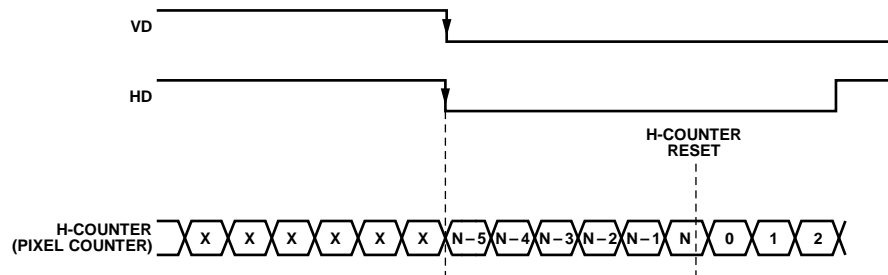 VD
HD
H-COUNTER
RESET
H-COUNTER
(PIXEL COUNTER)
X X X X X X N–5 N–4 N–3 N–2 N–1 N 0 1 2